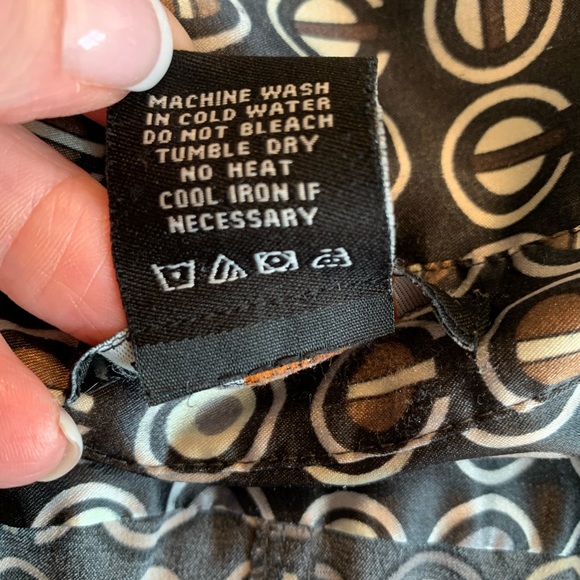 MACHINE WASH
IN COLD WATER
DO NOT BLEACH
TUMBLE DRY
NO HEAT
COOL IRON IF
NECESSARY